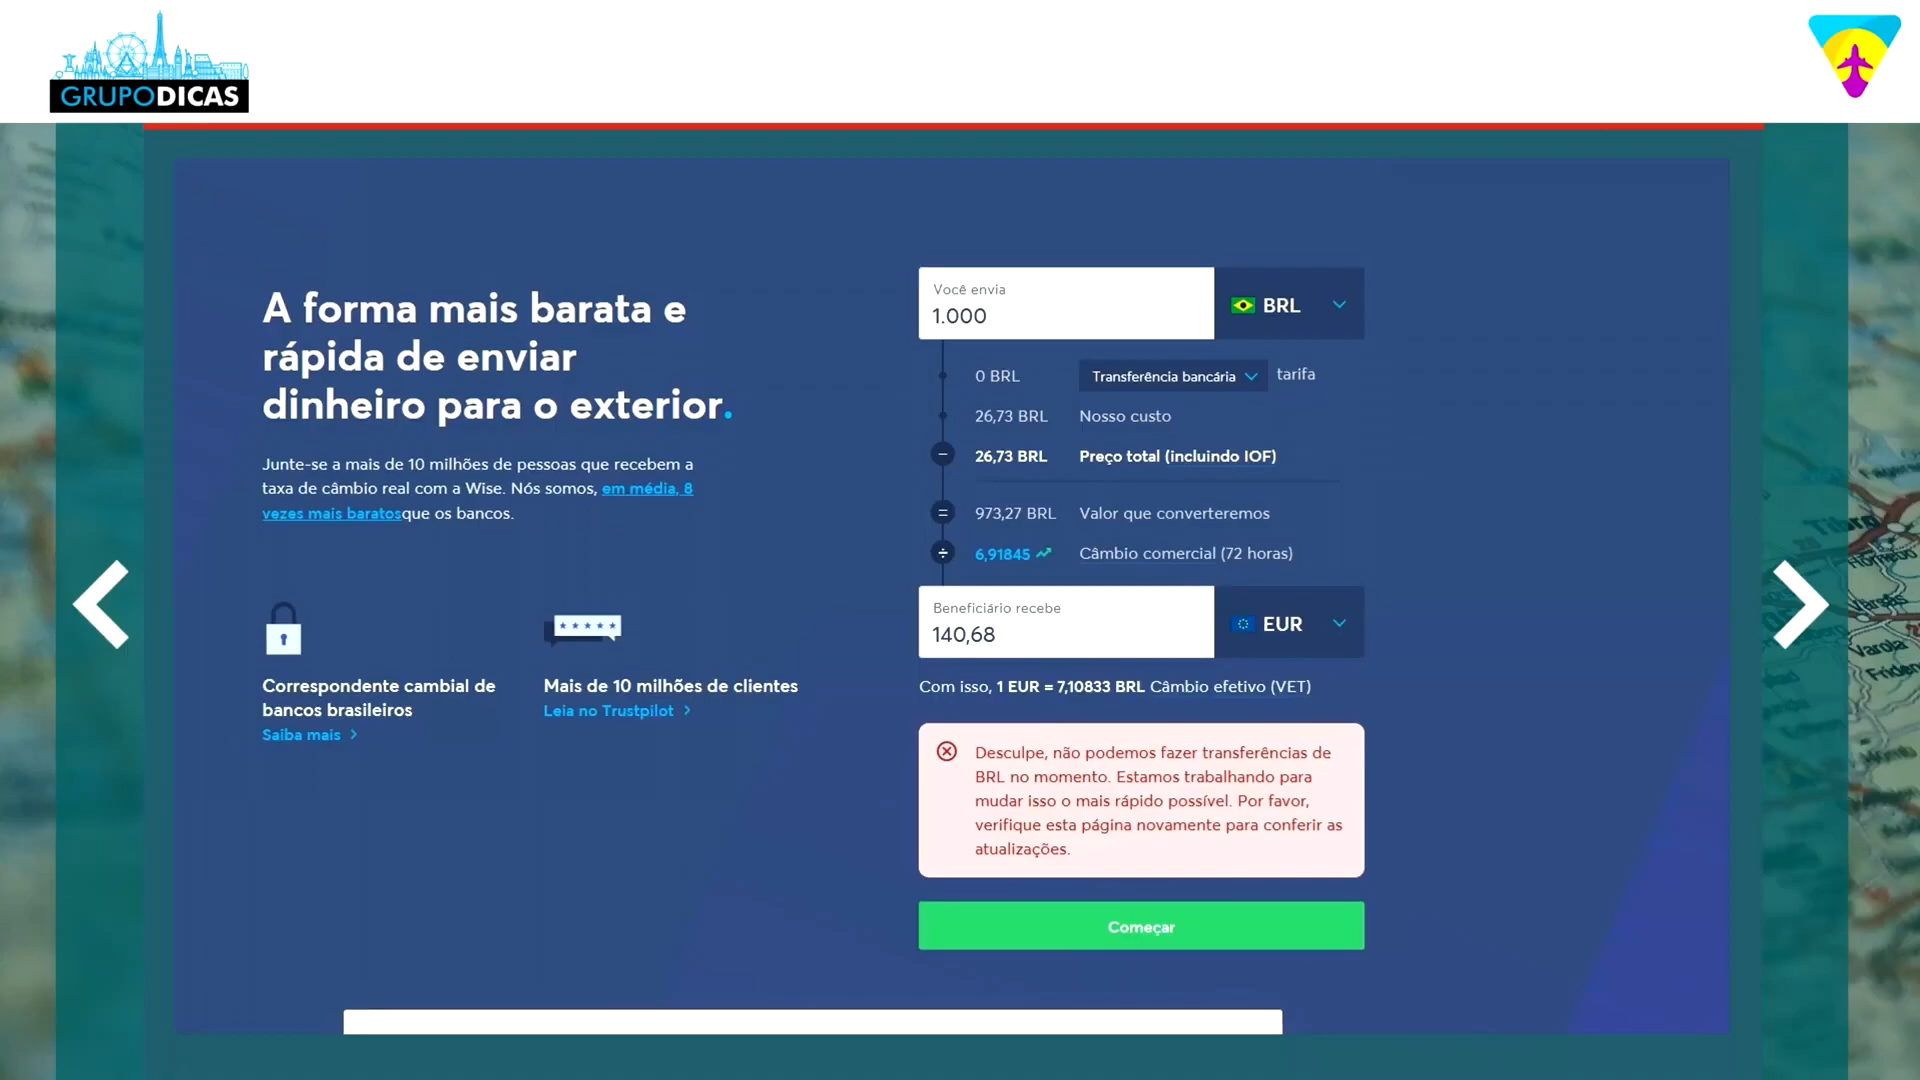 GRUPODICAS
A forma mais barata e
rápida de enviar
dinheiro para o exterior.
Junte-se a mais de 10 milhões de pessoas que recebem a
taxa de câmbio real com a Wise. Nós somos, em média, 8
vezes mais baratosque os bancos.
Correspondente cambial de
bancos brasileiros
Saiba mais
Mais de 10 milhões de clientes
Leia no Trustpilot
Você envia
1.000
BRL
0 BRL Transferência bancária tarifa
26,73 BRL Nosso custo
26,73 BRL Preço total (incluindo IOF)
973,27 BRL Valor que converteremos
6,91845 Câmbio comercial (72 horas)
Beneficiário recebe
140,68
EUR
Com isso, 1 EUR = 7,10833 BRL Câmbio efetivo (VET)
Desculpe, não podemos fazer transferências de
BRL no momento. Estamos trabalhando para
mudar isso o mais rápido possível. Por favor,
verifique esta página novamente para conferir as
atualizações.
Começar